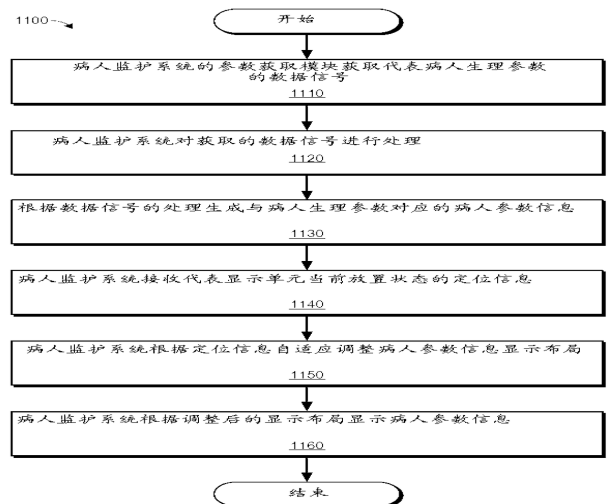 1100
开始
病人监护系统的参数获取模块获取代表病人生理参数
的数据信号
1110
病人监护系统对获取的数据信号进行处理
1120
根据数据信号的处理生成与病人生理参数对应的病人参数信息
1130
病人监护系统接收代表显示单元当前放置状态的定位信息
1140
病人监护系统根据定位信息自适应调整病人参数信息显示布局
1150
病人监护系统根据调整后的显示布局显示病人参数信息
1160
结束